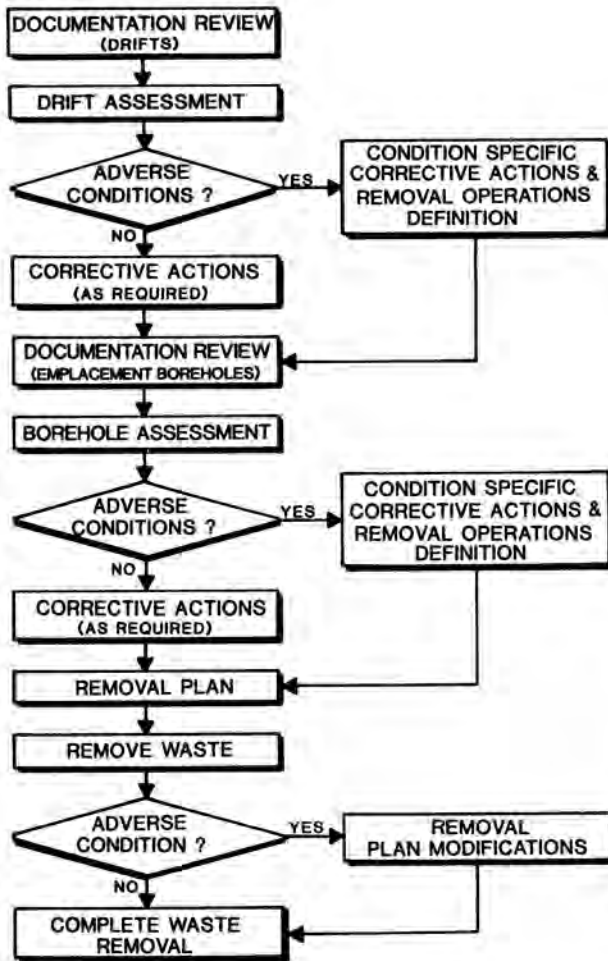 DOCUMENTATION REVIEW
(DRIFTS)
DRIFT ASSESSMENT
ADVERSE
CONDITIONS ?
YES
CONDITION SPECIFIC
CORRECTIVE ACTIONS &
REMOVAL OPERATIONS
DEFINITION
NO
CORRECTIVE ACTIONS
(AS REQUIRED)
DOCUMENTATION REVIEW
(EMPLACEMENT BOREHOLES)
BOREHOLE ASSESSMENT
ADVERSE
CONDITIONS ?
YES
CONDITION SPECIFIC
CORRECTIVE ACTIONS &
REMOVAL OPERATIONS
DEFINITION
NO
CORRECTIVE ACTIONS
(AS REQUIRED)
REMOVAL PLAN
REMOVE WASTE
ADVERSE
CONDITION ?
YES
REMOVAL
PLAN MODIFICATIONS
NO
COMPLETE WASTE
REMOVAL